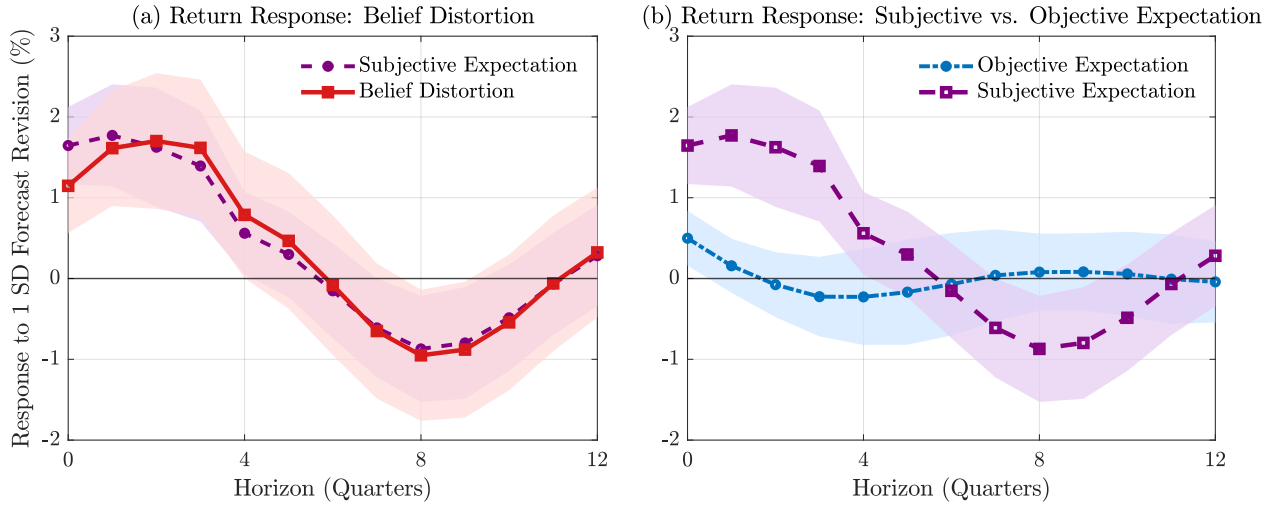 (a) Return Response: Belief Distortion
Response to 1 SD Forecast Revision (%)
3
2
1
0
-1
-2
Subjective Expectation
Belief Distortion
0
4
8
12
Horizon (Quarters)
(b) Return Response: Subjective vs. Objective Expectation
3
2
1
0
-1
-2
Objective Expectation
Subjective Expectation
0
4
8
12
Horizon (Quarters)